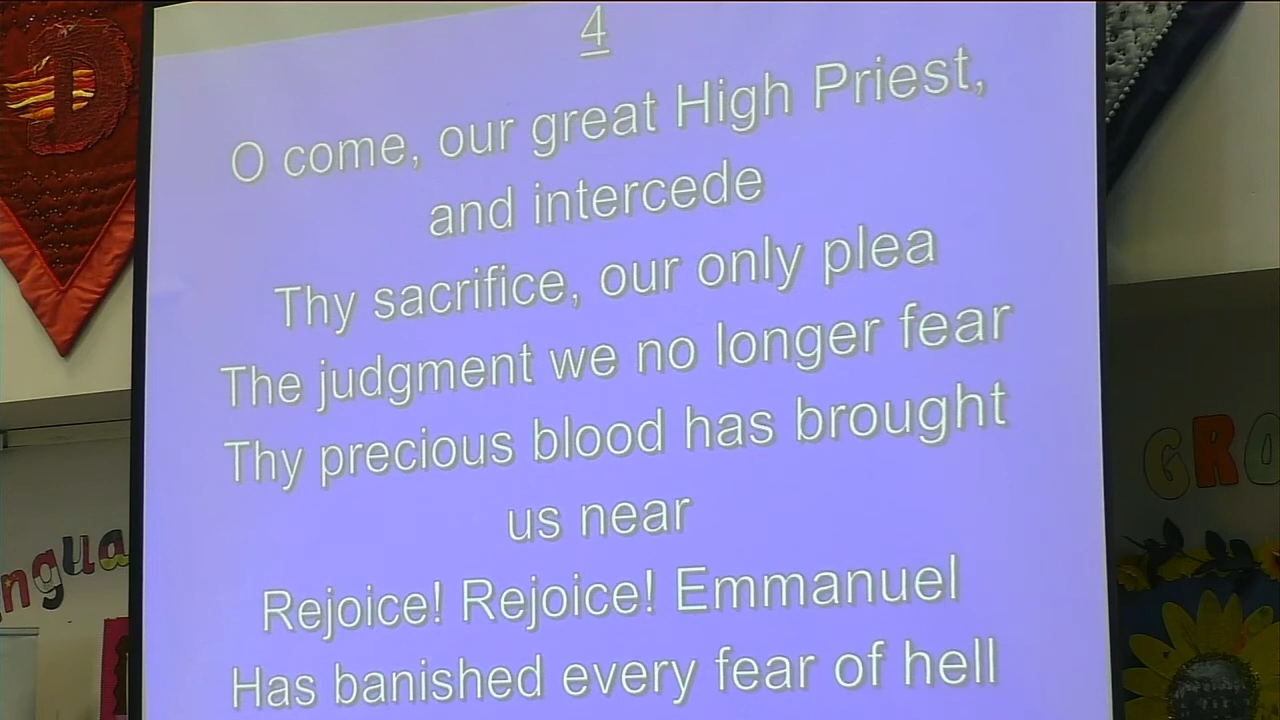 4
O come, our great High Priest,
and intercede
Thy sacrifice, our only plea
The judgment we no longer fear
Thy precious blood has brought
us near
Rejoice! Rejoice! Emmanuel
Has banished every fear of hell